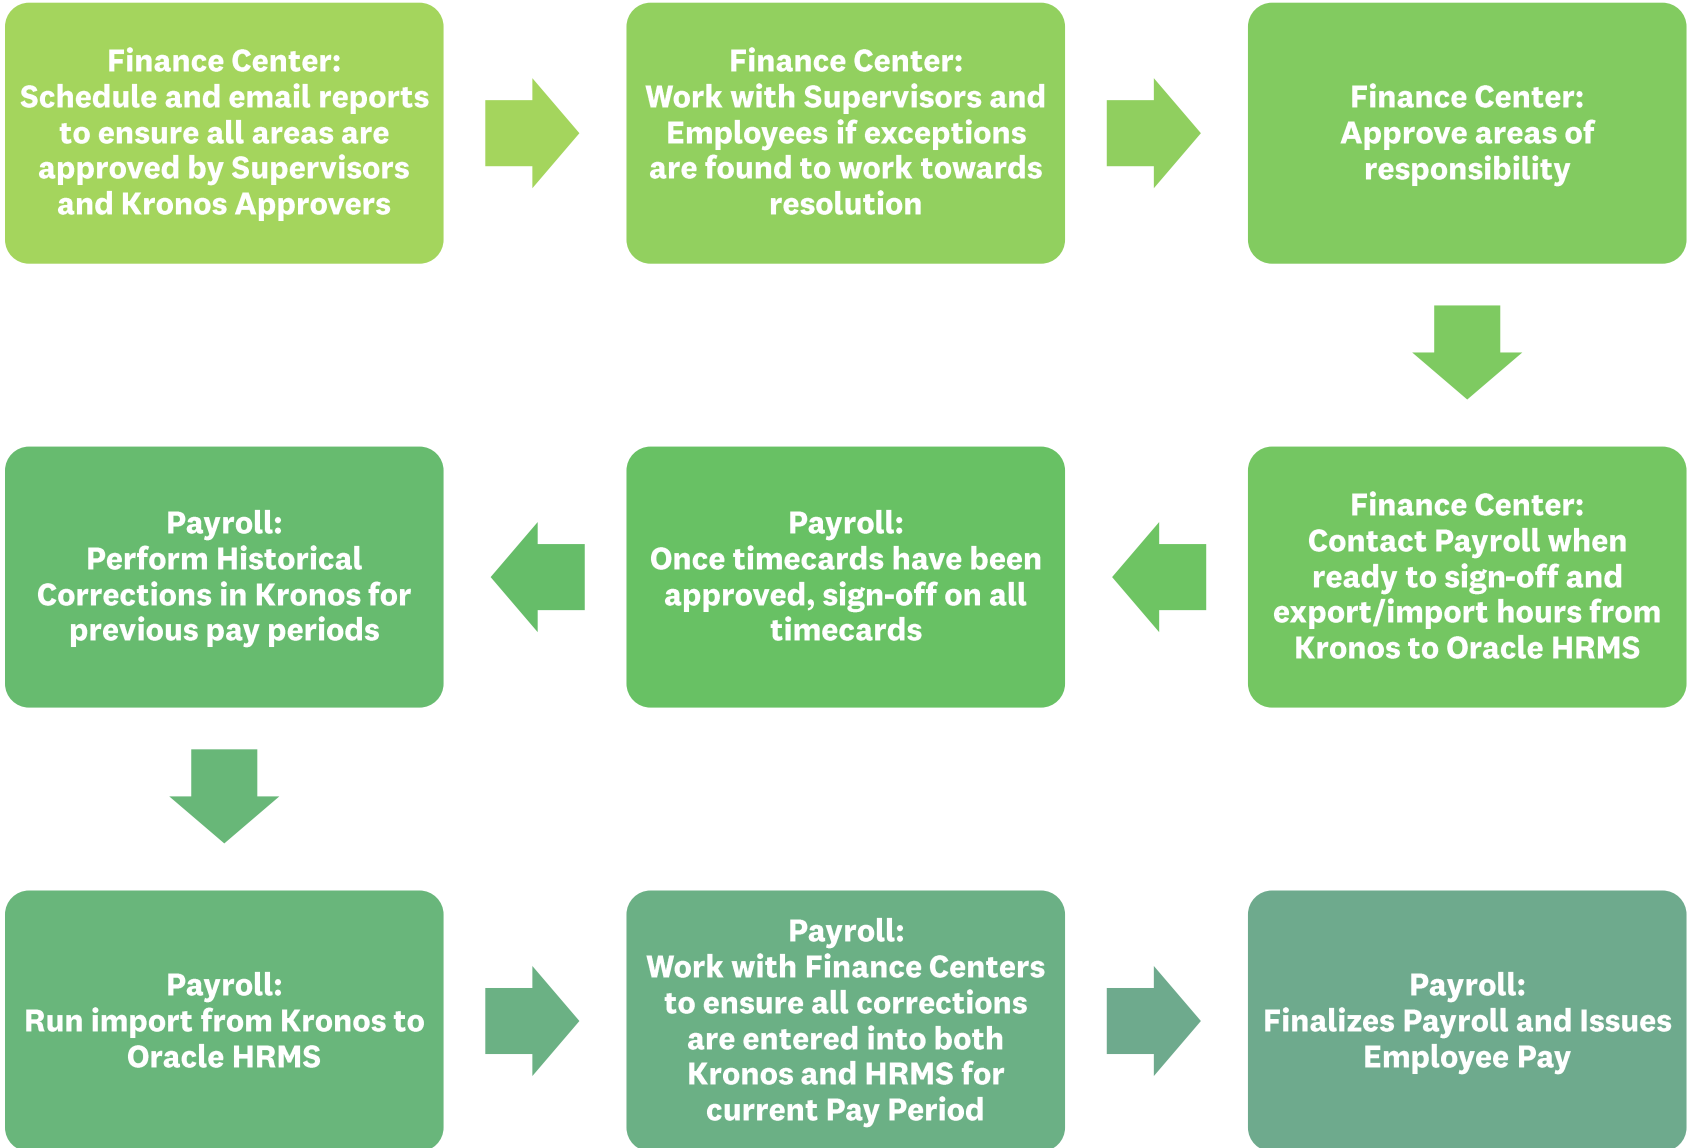 Finance Center:
Schedule and email reports
to ensure all areas are
approved by Supervisors
and Kronos Approvers
Finance Center:
Work with Supervisors and
Employees if exceptions
are found to work towards
resolution
Finance Center:
Approve areas of
responsibility
Finance Center:
Contact Payroll when
ready to sign-off and
export/import hours from
Kronos to Oracle HRMS
Payroll:
Once timecards have been
approved, sign-off on all
timecards
Payroll:
Perform Historical
Corrections in Kronos for
previous pay periods
Payroll:
Run import from Kronos to
Oracle HRMS
Payroll:
Work with Finance Centers
to ensure all corrections
are entered into both
Kronos and HRMS for
current Pay Period
Payroll:
Finalizes Payroll and Issues
Employee Pay